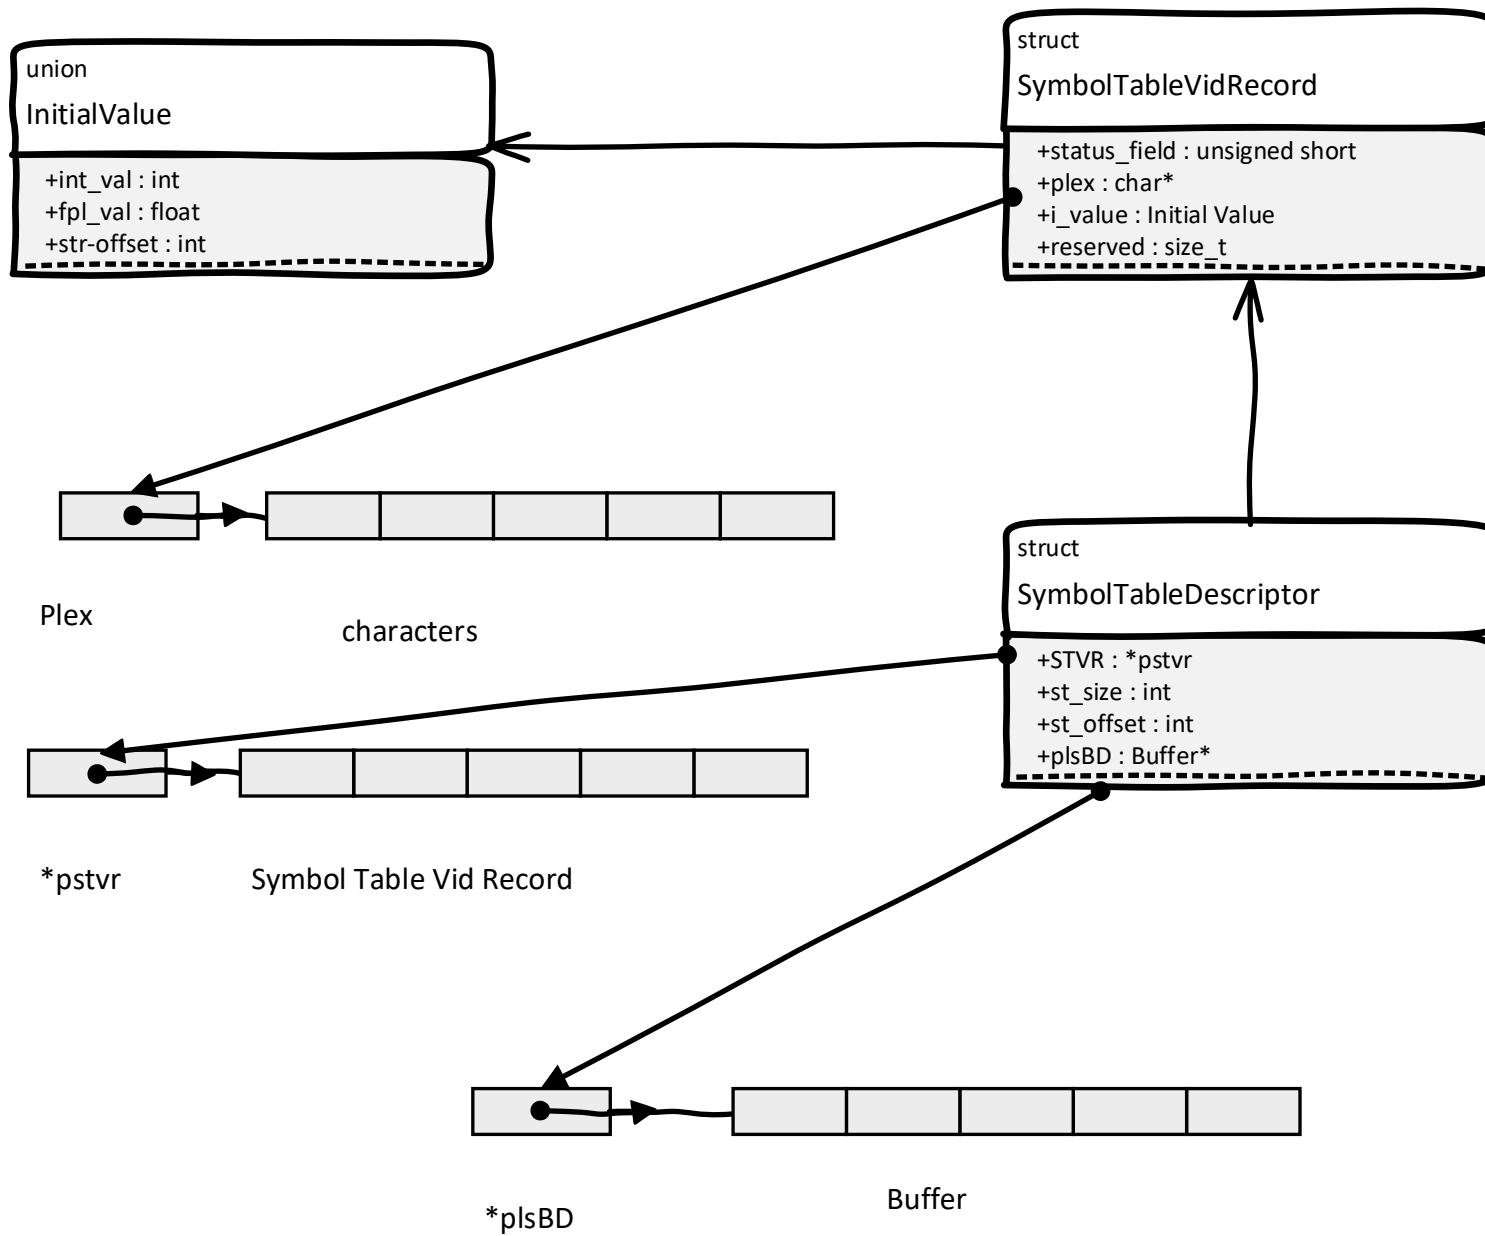 union
InitialValue
+int_val : int
+fpl_val : float
+str-offset : int
struct
SymbolTableVidRecord
+status_field : unsigned short
+plex : char*
+i_value : Initial Value
+reserved : size_t
Plex
characters
struct
SymbolTableDescriptor
+STVR : *pstvr
+st_size : int
+st_offset : int
+plsBD : Buffer*
*pstvr
Symbol Table Vid Record
*plsBD
Buffer